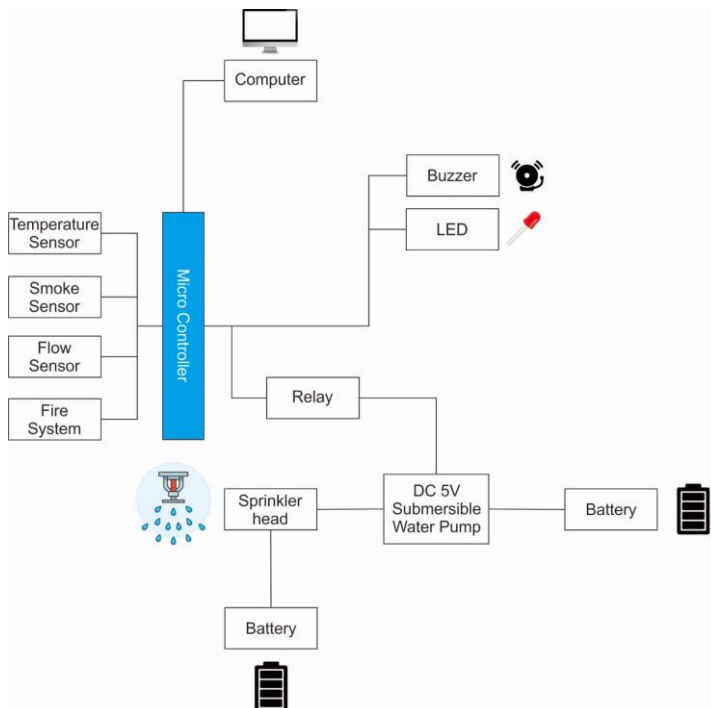 Computer
Buzzer
LED
Temperature
Sensor
Smoke
Sensor
Flow
Sensor
Fire
System
Micro Controller
Relay
Sprinkler
head
DC 5V
Submersible
Water Pump
Battery
Battery